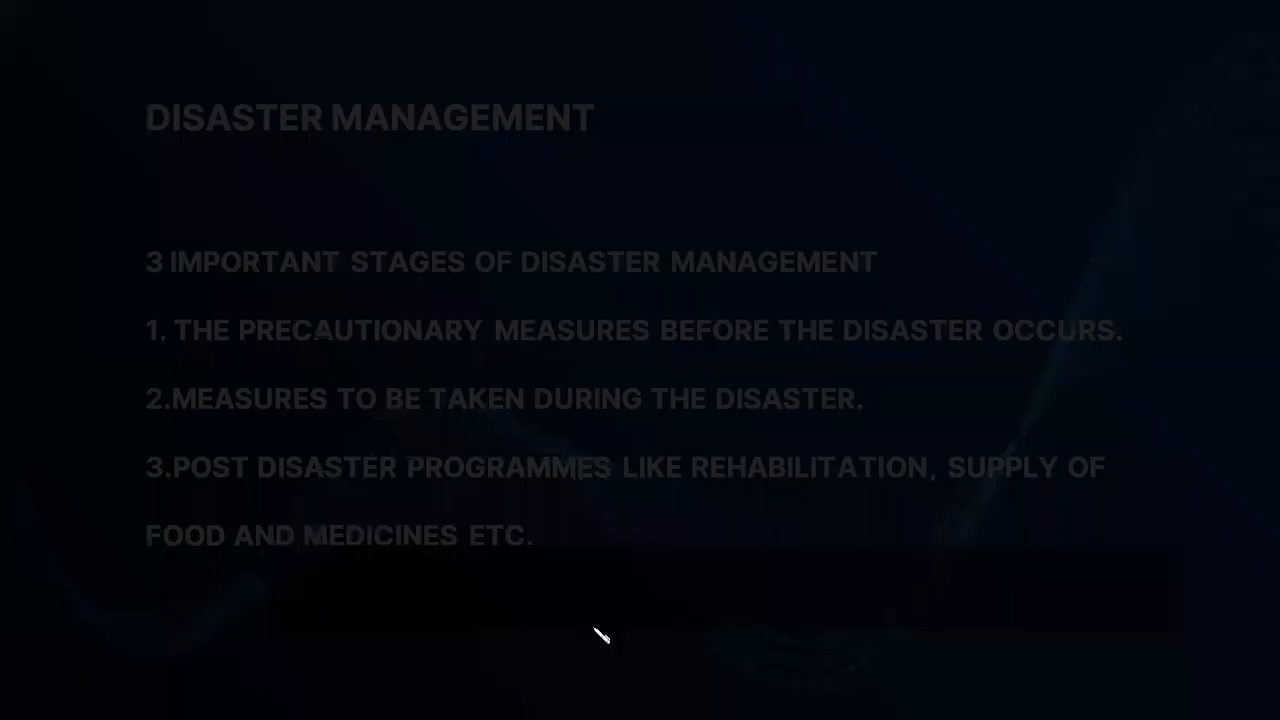 DISASTER MANAGEMENT
3 IMPORTANT STAGES OF DISASTER MANAGEMENT
1. THE PRECAUTIONARY MEASURES BEFORE THE DISASTER OCCURS.
2.MEASURES TO BE TAKEN DURING THE DISASTER.
3.POST DISASTER PROGRAMMES LIKE REHABILITATION, SUPPLY OF
FOOD AND MEDICINES ETC.